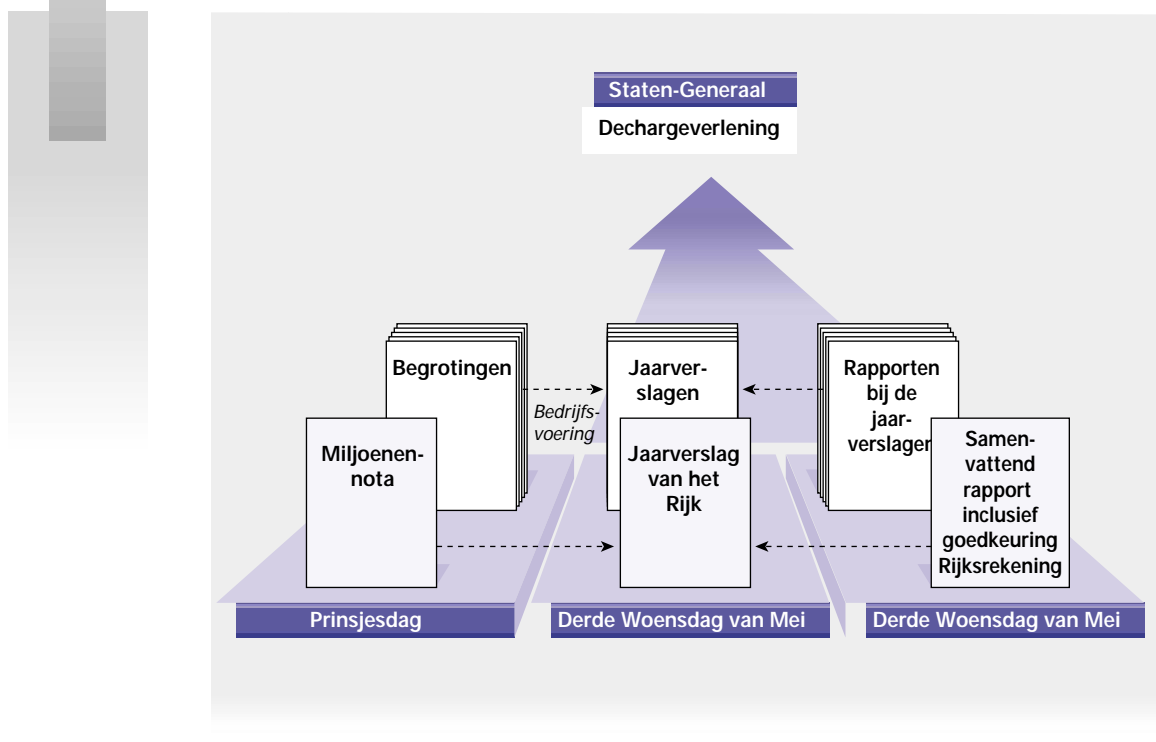 Staten-Generaal
Dechargeverlening
Begrotingen
Bedrijfs-
voering
Jaarver-
slagen
Rapporten
bij de
jaar-
verslagen
Miljoenen-
nota
Jaarverslag
van het
Rijk
Samen-
vattend
rapport
inclusief
goedkeuring
Rijksrekening
Prinsjesdag
Derde Woensdag van Mei
Derde Woensdag van Mei